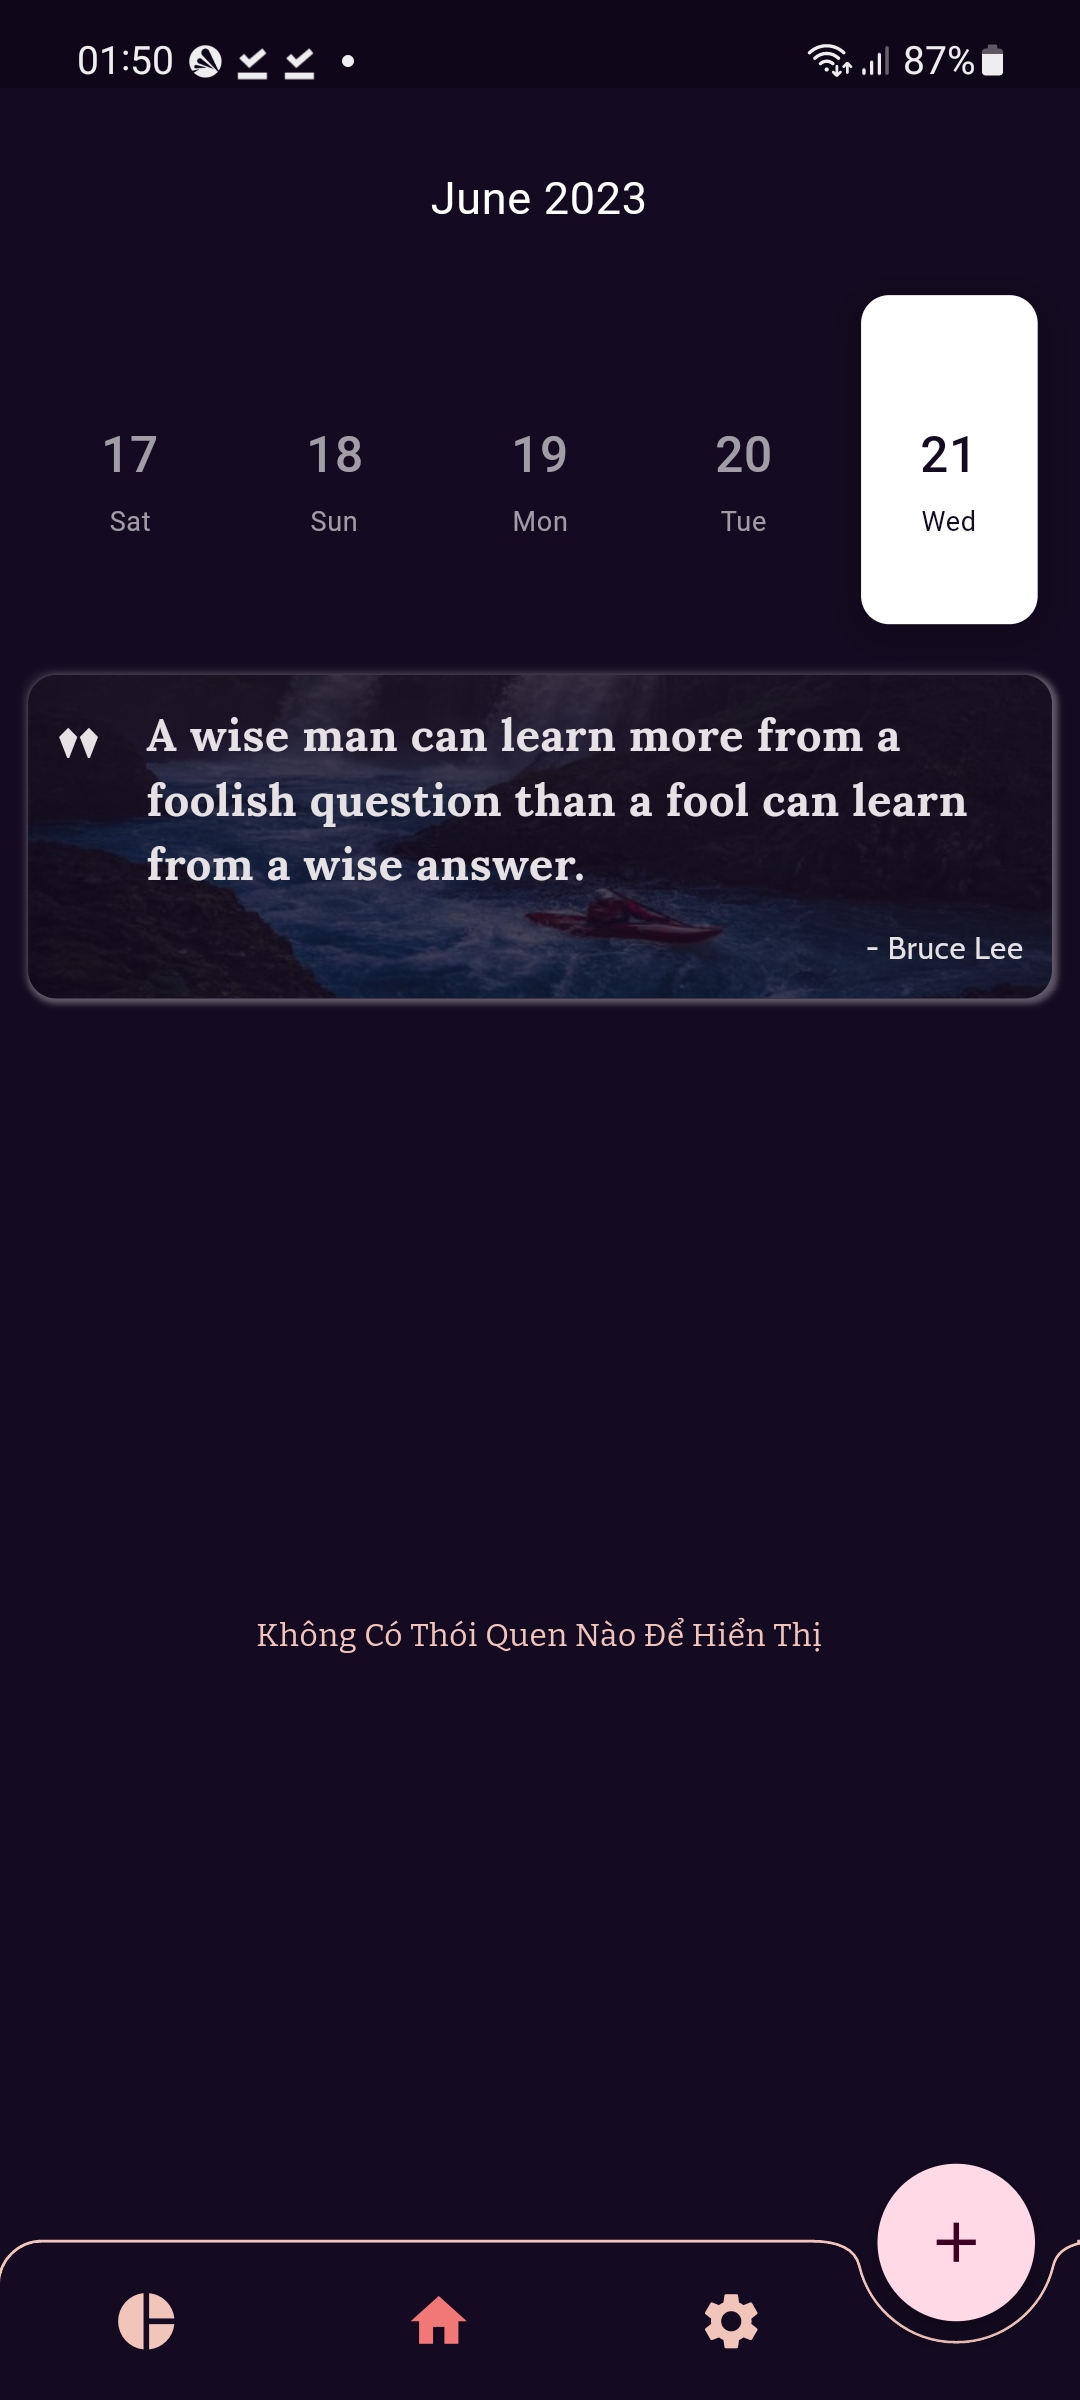 01:50
87%
June 2023
17 18 19 20 21
Sat Sun Mon Tue Wed
A wise man can learn more from a
foolish question than a fool can learn
from a wise answer.
- Bruce Lee
Không Có Thói Quen Nào Để Hiển Thị